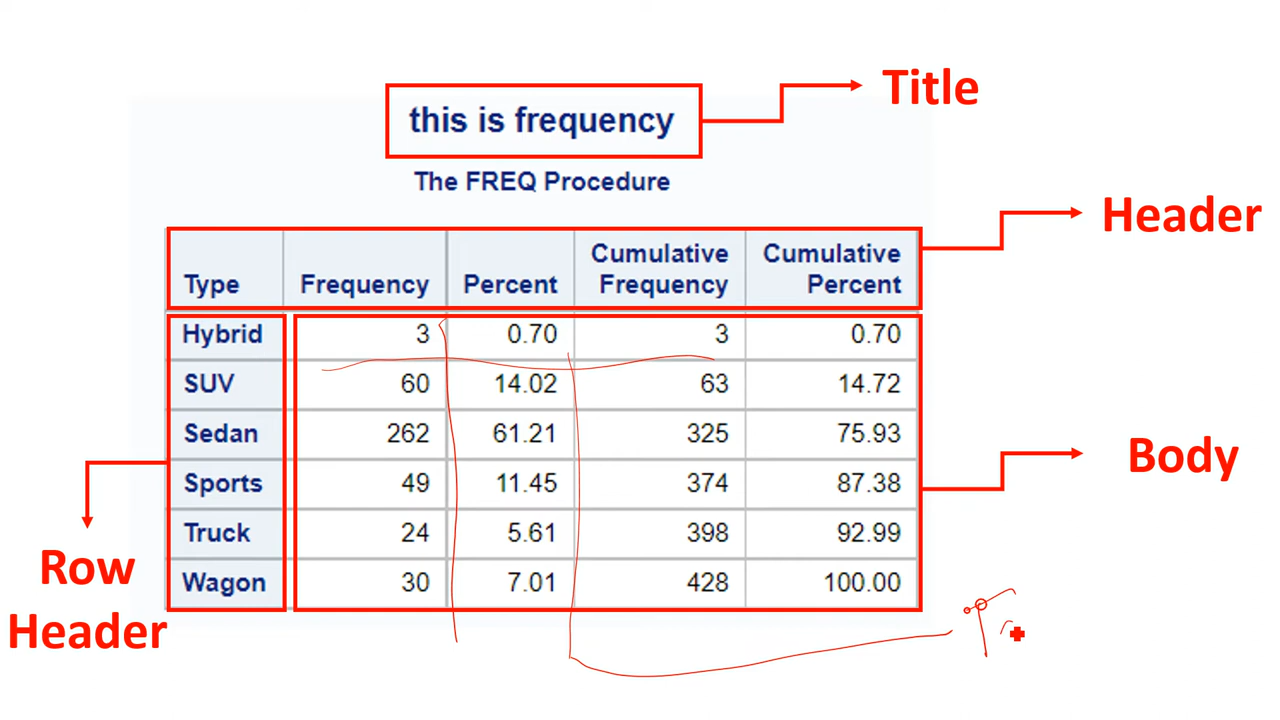 Title
this is frequency
The FREQ Procedure
Header
Type Frequency Percent Cumulative Frequency Cumulative Percent
Hybrid 3 0.70 3 0.70
SUV 60 14.02 63 14.72
Sedan 262 61.21 325 75.93
Sports 49 11.45 374 87.38
Truck 24 5.61 398 92.99
Wagon 30 7.01 428 100.00
Body
Row
Header